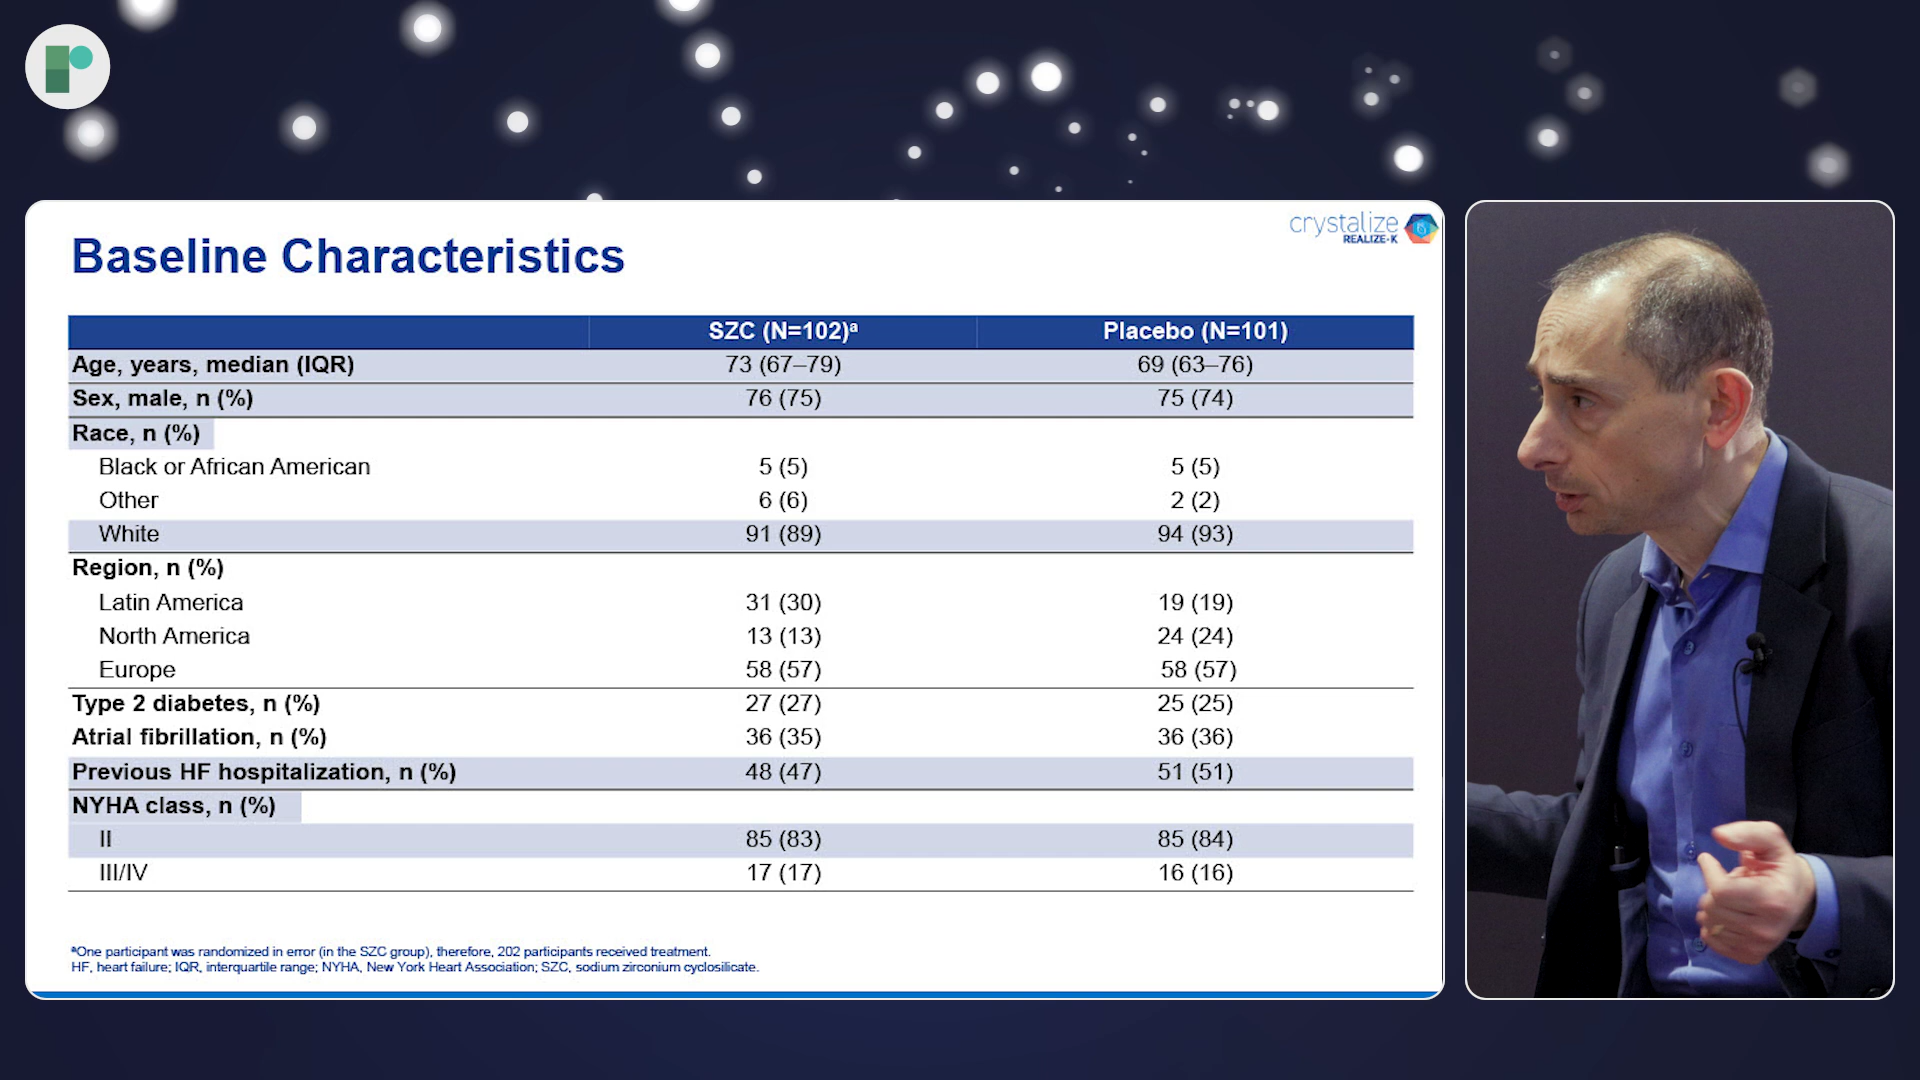 crystalize
REALIZE-K
Baseline Characteristics
SZC (N=102)ª Placebo (N=101)
Age, years, median (IQR) 73 (67–79) 69 (63–76)
Sex, male, n (%) 76 (75) 75 (74)
Race, n (%)
Black or African American 5 (5) 5 (5)
Other 6 (6) 2 (2)
White 91 (89) 94 (93)
Region, n (%)
Latin America 31 (30) 19 (19)
North America 13 (13) 24 (24)
Europe 58 (57) 58 (57)
Type 2 diabetes, n (%) 27 (27) 25 (25)
Atrial fibrillation, n (%) 36 (35) 36 (36)
Previous HF hospitalization, n (%) 48 (47) 51 (51)
NYHA class, n (%)
II 85 (83) 85 (84)
III/IV 17 (17) 16 (16)
ªOne participant was randomized in error (in the SZC group), therefore, 202 participants received treatment.
HF, heart failure; IQR, interquartile range; NYHA, New York Heart Association; SZC, sodium zirconium cyclosilicate.